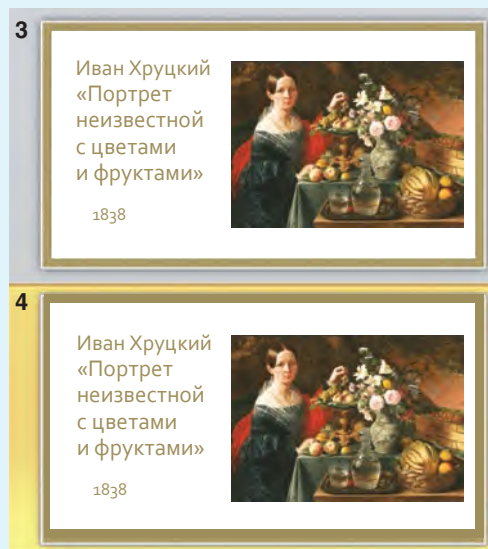 3
Иван Хруцкий
«Портрет
неизвестной
с цветами
и фруктами»
1838
4
Иван Хруцкий
«Портрет
неизвестной
с цветами
и фруктами»
1838